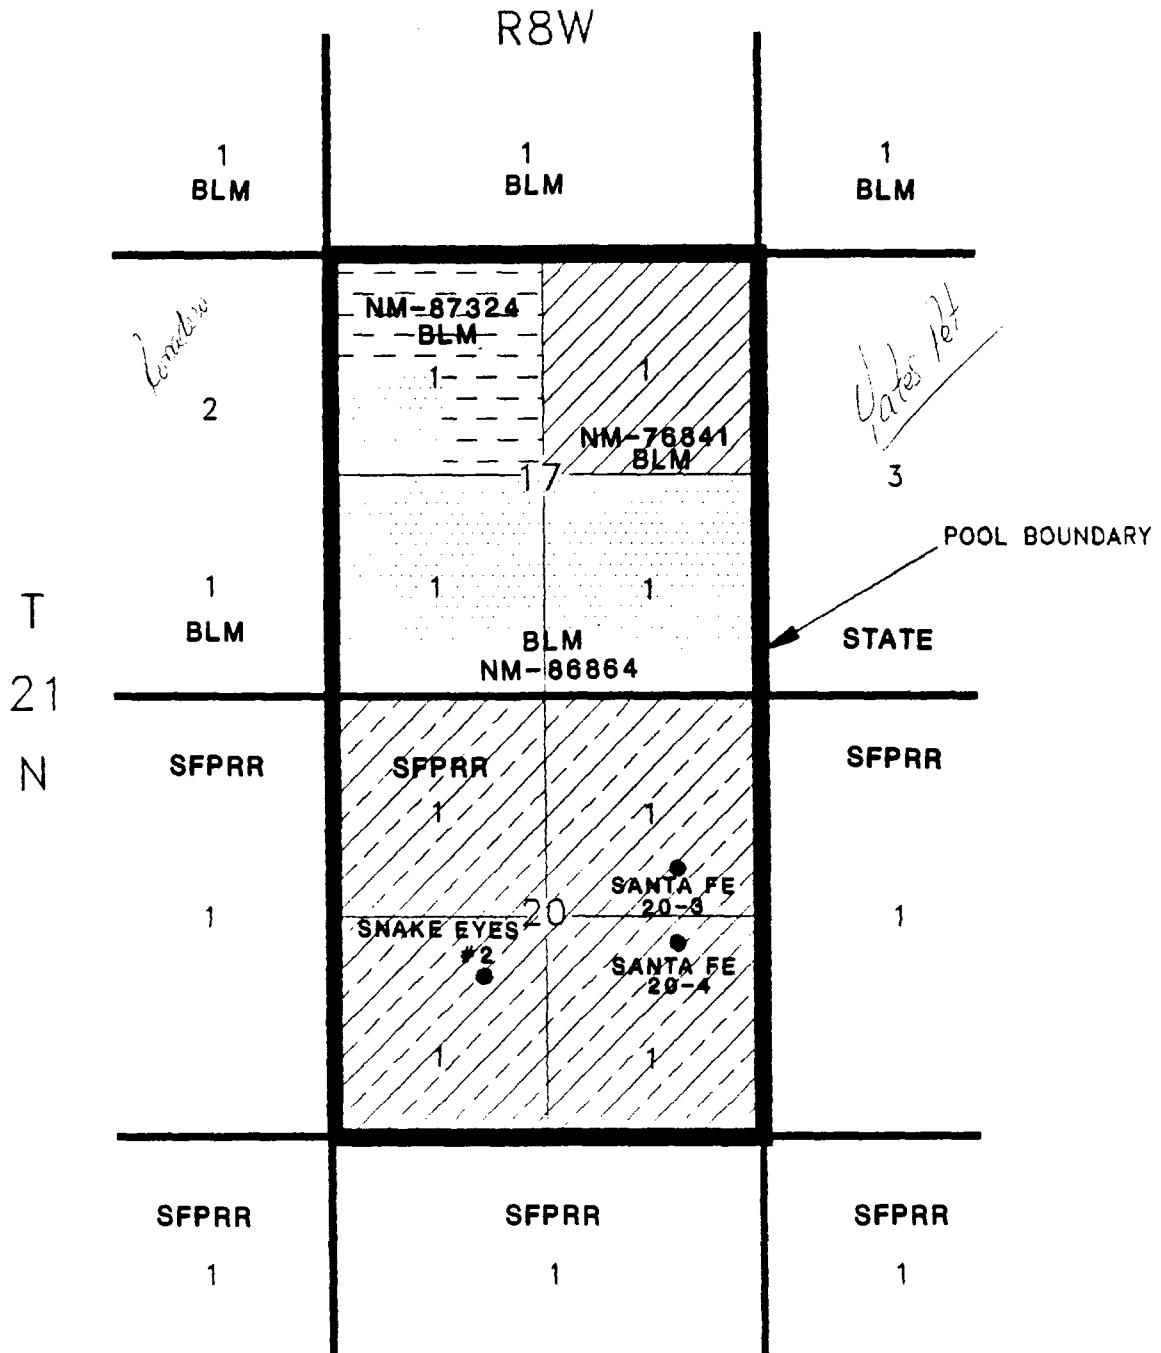 R8W
1
BLM
1
BLM
1
BLM
NM-87324
BLM
1
1
NM-76841
BLM
2
Yates Pet
3
17
POOL BOUNDARY
1
BLM
1
1
BLM
NM-86864
STATE
T
21
N
SFPRR
SFPRR
SFPRR
1
1
SANTA FE
20-3
1
20
1
SNAKE EYES
#2
SANTA FE
20-4
1
1
SFPRR
1
SFPRR
1
SFPRR
1